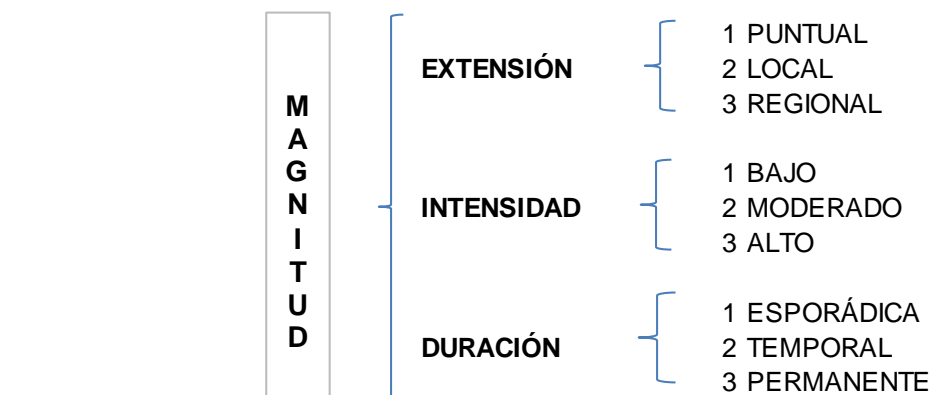 MAGNITUD
EXTENSIÓN
1 PUNTUAL
2 LOCAL
3 REGIONAL
INTENSIDAD
1 BAJO
2 MODERADO
3 ALTO
DURACIÓN
1 ESPORÁDICA
2 TEMPORAL
3 PERMANENTE